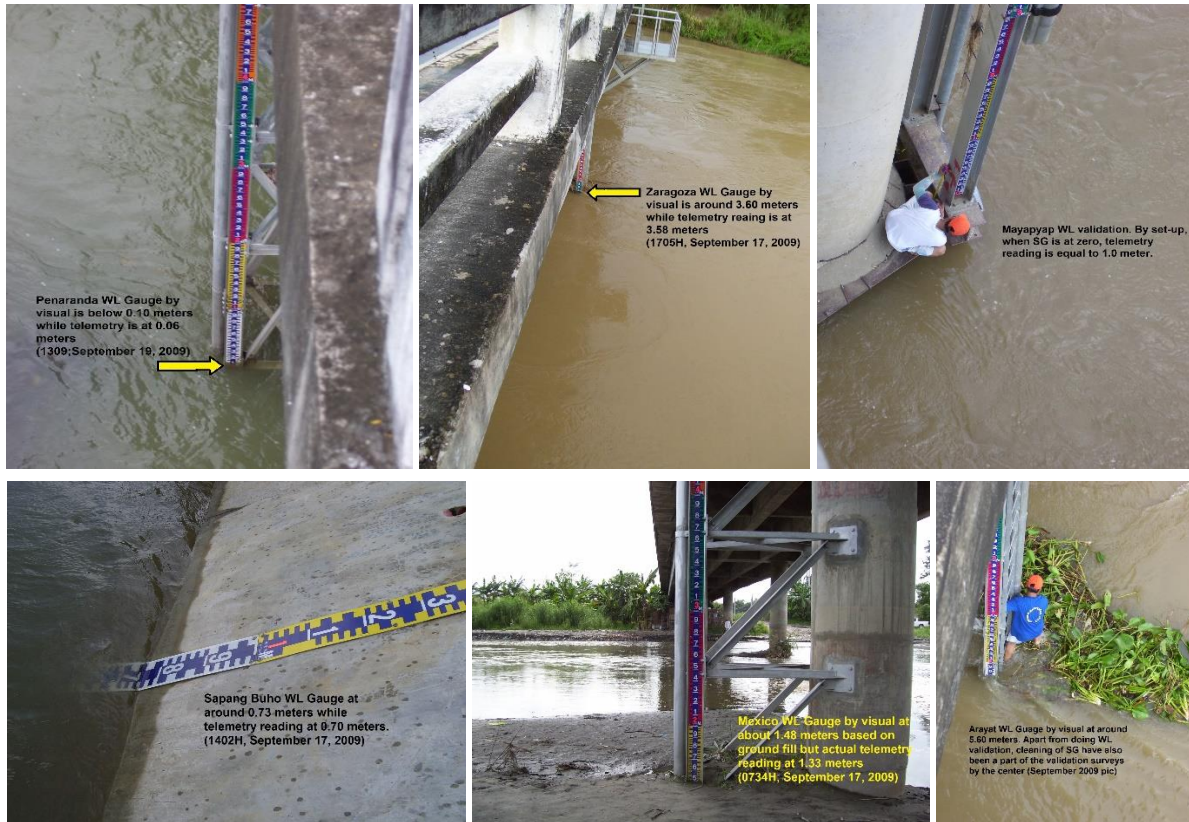 Penaranda WL Gauge by
visual is below 0.10 meters
while telemetry is at 0.06
meters
(1309;September 19, 2009)
Zaragoza WL Gauge by
visual is around 3.60 meters
while telemetry reaing is at
3.58 meters
(1705H, September 17, 2009)
Mayapyap WL validation. By set-up,
when SG is at zero, telemetry
reading is equal to 1.0 meter.
7 8 9 1 2 3
Sapang Buho WL Gauge at
around 0.73 meters while
telemetry reading at 0.70 meters.
(1402H, September 17, 2009)
Mexico WL Gauge by visual at
about 1.48 meters based on
ground fill but actual telemetry
reading at 1.33 meters
(0734H, September 17, 2009)
Arayat WL Guage by visual at around
5.60 meters. Apart from doing WL
validation, cleaning of SG have also
been a part of the validation surveys
by the center (September 2009 pic)